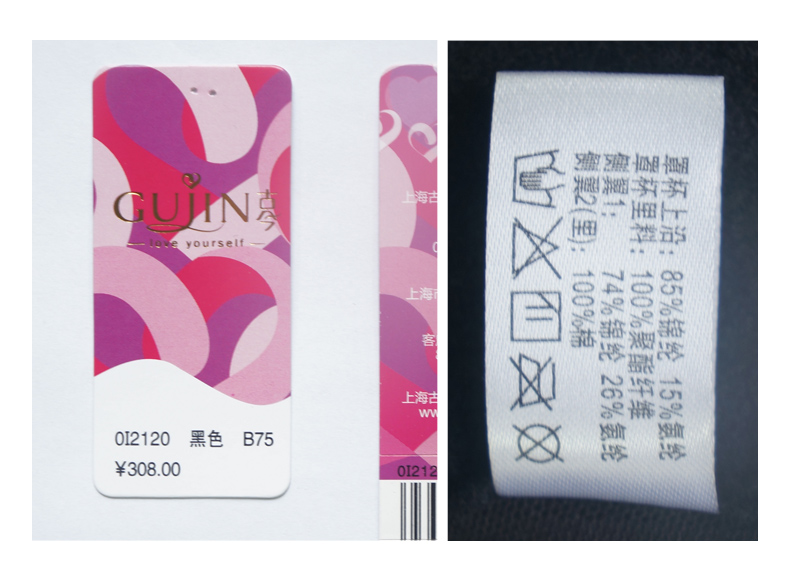 GUJIN古今
love yourself
0I2120 黑色 B75
¥308.00
上海古
上海市
客
上海古
ww
0I212
罩杯上沿: 85%锦纶 15%氨纶
罩杯里料: 100%聚酯纤维
侧翼1: 74%锦纶 26%氨纶
侧翼2(里): 100%棉